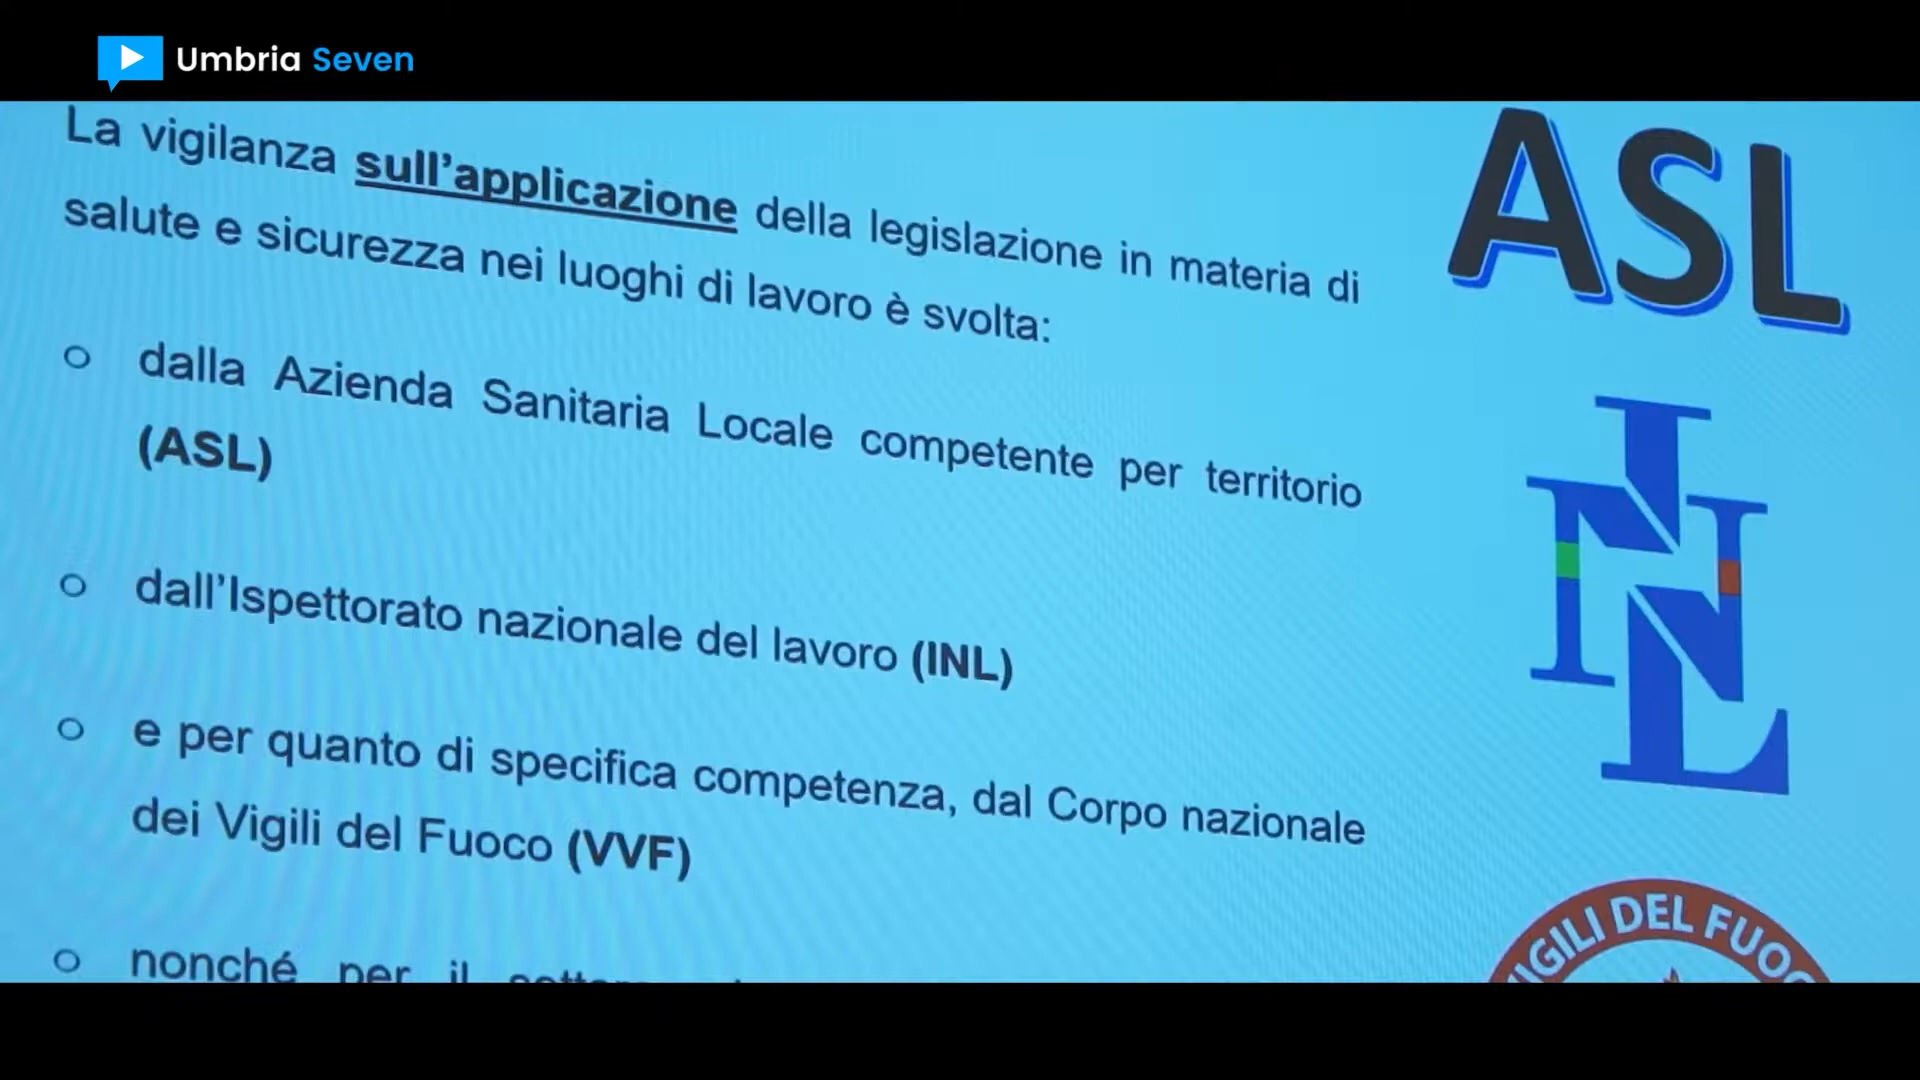 Umbria Seven
La vigilanza sull'applicazione della legislazione in materia di
salute e sicurezza nei luoghi di lavoro è svolta:
ASL
o dalla Azienda Sanitaria Locale competente per territorio
(ASL)
o dall'Ispettorato nazionale del lavoro (INL)
INL
o e per quanto di specifica competenza, dal Corpo nazionale
dei Vigili del Fuoco (VVF)
VIGILI DEL FUOCO
o nonché per il